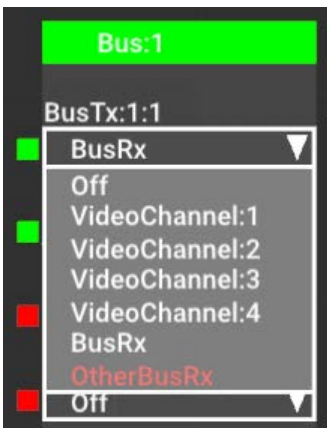 Bus:1
BusTx:1:1
BusRx
Off
VideoChannel:1
VideoChannel:2
VideoChannel:3
VideoChannel:4
BusRx
OtherBusRx
Off